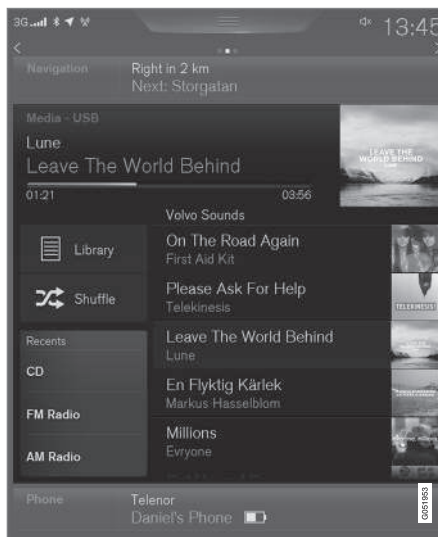 3G
13:45
Navigation
Right in 2 km
Next: Storgatan
Media - USB
Lune
Leave The World Behind
01:21
03:56
LEAVE THE
WORLD BEHIND
LUNE
Volvo Sounds
Library
Shuffle
On The Road Again
First Aid Kit
Please Ask For Help
Telekinesis
TELEKINESIS!
Leave The World Behind
Lune
Recents
CD
FM Radio
AM Radio
En Flyktig Kärlek
Markus Hasselblom
Millions
Evryone
Phone
Telenor
Daniel's Phone
G051953